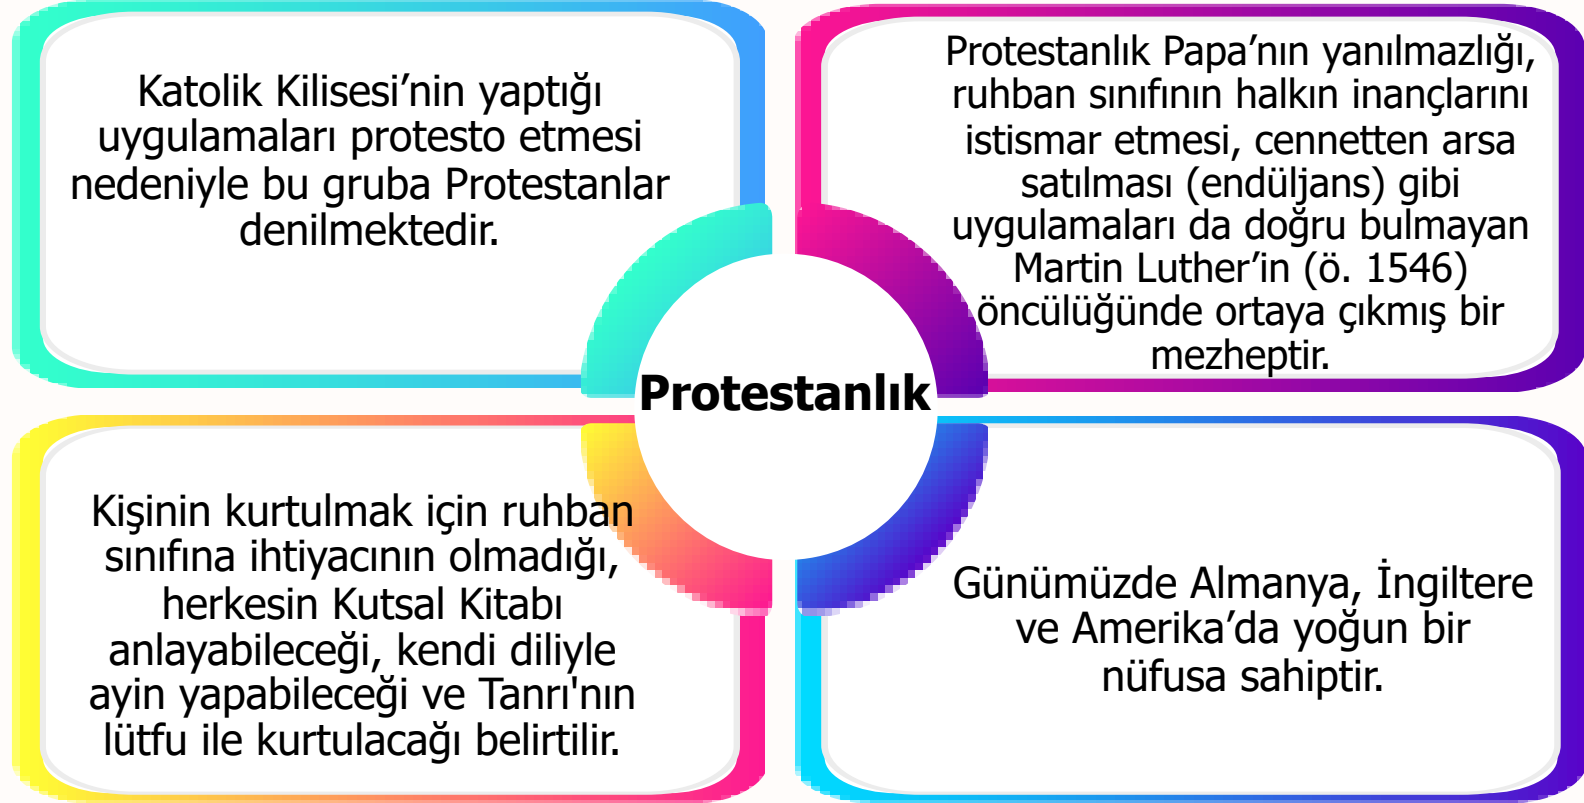 Katolik Kilisesi’nin yaptığı
uygulamaları protesto etmesi
nedeniyle bu gruba Protestanlar
denilmektedir.
Protestanlık Papa’nın yanılmazlığı,
ruhban sınıfının halkın inançlarını
istismar etmesi, cennetten arsa
satılması (endüljans) gibi
uygulamaları da doğru bulmayan
Martin Luther’in (ö. 1546)
öncülüğünde ortaya çıkmış bir
mezheptir.
Protestanlık
Kişinin kurtulmak için ruhban
sınıfına ihtiyacının olmadığı,
herkesin Kutsal Kitabı
anlayabileceği, kendi diliyle
ayin yapabileceği ve Tanrı'nın
lütfu ile kurtulacağı belirtilir.
Günümüzde Almanya, İngiltere
ve Amerika’da yoğun bir
nüfusa sahiptir.